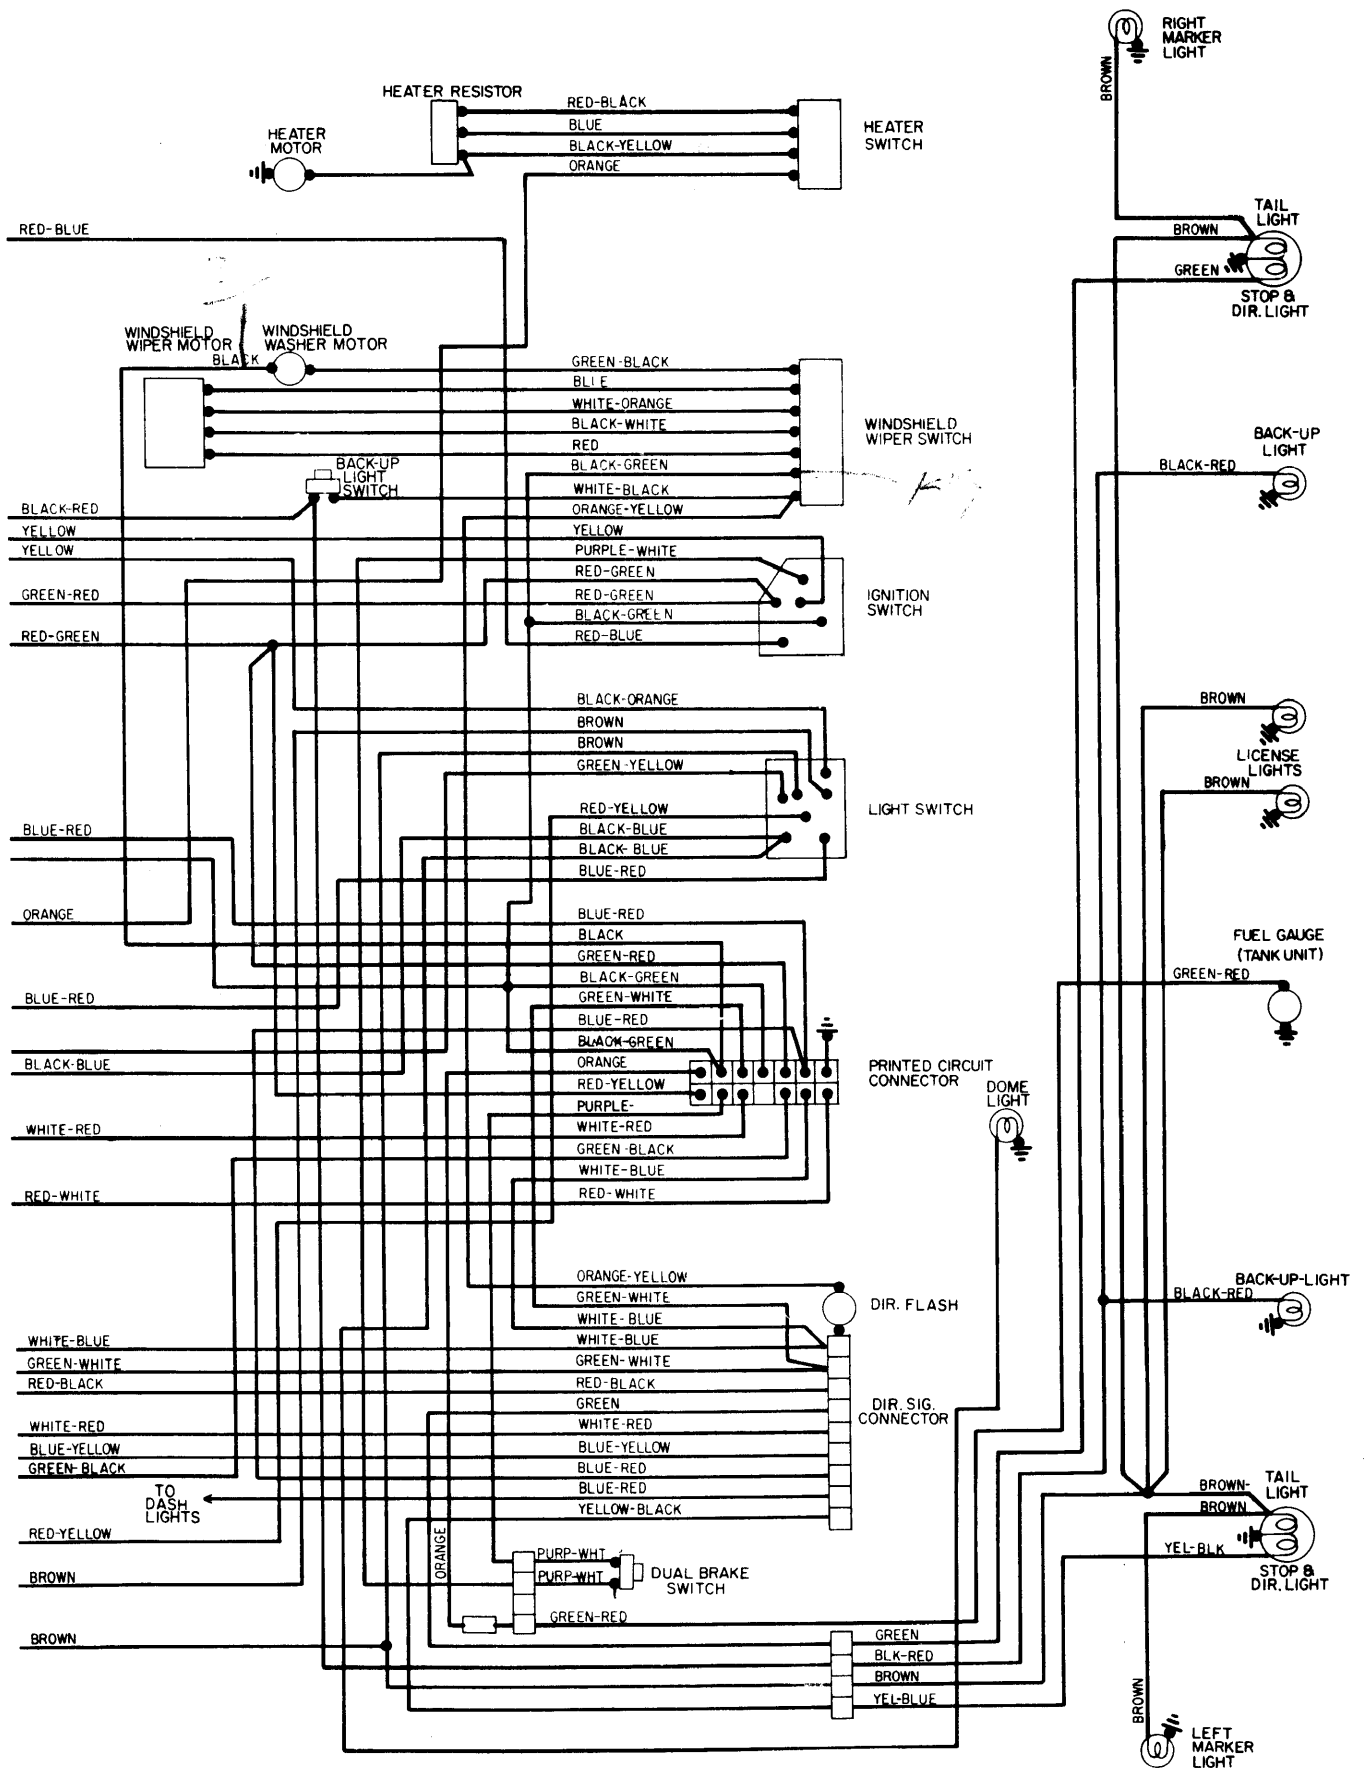 RIGHT
MARKER
LIGHT
BROWN
HEATER RESISTOR
RED-BLACK
BLUE
BLACK-YELLOW
ORANGE
HEATER
SWITCH
HEATER
MOTOR
TAIL
LIGHT
BROWN
GREEN
STOP &
DIR. LIGHT
RED-BLUE
WINDSHIELD
WIPER MOTOR
BLACK
WINDSHIELD
WASHER MOTOR
GREEN-BLACK
WHITE-ORANGE
BLACK-WHITE
RED
BLACK-GREEN
WHITE-BLACK
ORANGE-YELLOW
WINDSHIELD
WIPER SWITCH
BACK-UP
LIGHT
SWITCH
BACK-UP
LIGHT
BLACK-RED
BLACK-RED
YELLOW
YELLOW
GREEN-RED
RED-GREEN
YELLOW
PURPLE-WHITE
RED-GREEN
RED-GREEN
BLACK-GREEN
RED-BLUE
IGNITION
SWITCH
BLACK-ORANGE
BROWN
BROWN
GREEN-YELLOW
RED-YELLOW
BLACK-BLUE
BLACK-BLUE
BLUE-RED
LIGHT SWITCH
BROWN
LICENSE
LIGHTS
BROWN
BLUE-RED
ORANGE
BLUE-RED
BLACK-BLUE
WHITE-RED
RED-WHITE
BLUE-RED
BLACK
GREEN-RED
BLACK-GREEN
GREEN-WHITE
BLUE-RED
BLACK-GREEN
ORANGE
RED-YELLOW
PURPLE-
WHITE-RED
GREEN-BLACK
WHITE-BLUE
RED-WHITE
PRINTED CIRCUIT
CONNECTOR
FUEL GAUGE
(TANK UNIT)
GREEN-RED
DOME
LIGHT
ORANGE-YELLOW
GREEN-WHITE
WHITE-BLUE
WHITE-BLUE
GREEN-WHITE
RED-BLACK
GREEN
WHITE-RED
BLUE-YELLOW
BLUE-RED
BLUE-RED
YELLOW-BLACK
DIR. FLASH
DIR. SIG.
CONNECTOR
BACK-UP-LIGHT
BLACK-RED
WHITE-BLUE
GREEN-WHITE
RED-BLACK
WHITE-RED
BLUE-YELLOW
GREEN-BLACK
TO
DASH
LIGHTS
RED-YELLOW
BROWN
BROWN
ORANGE
PURP-WHT
PURP-WHT
DUAL BRAKE
SWITCH
GREEN-RED
GREEN
BLK-RED
BROWN
YEL-BLUE
BROWN-
BROWN
TAIL
LIGHT
YEL-BLK
STOP &
DIR. LIGHT
BROWN
LEFT
MARKER
LIGHT